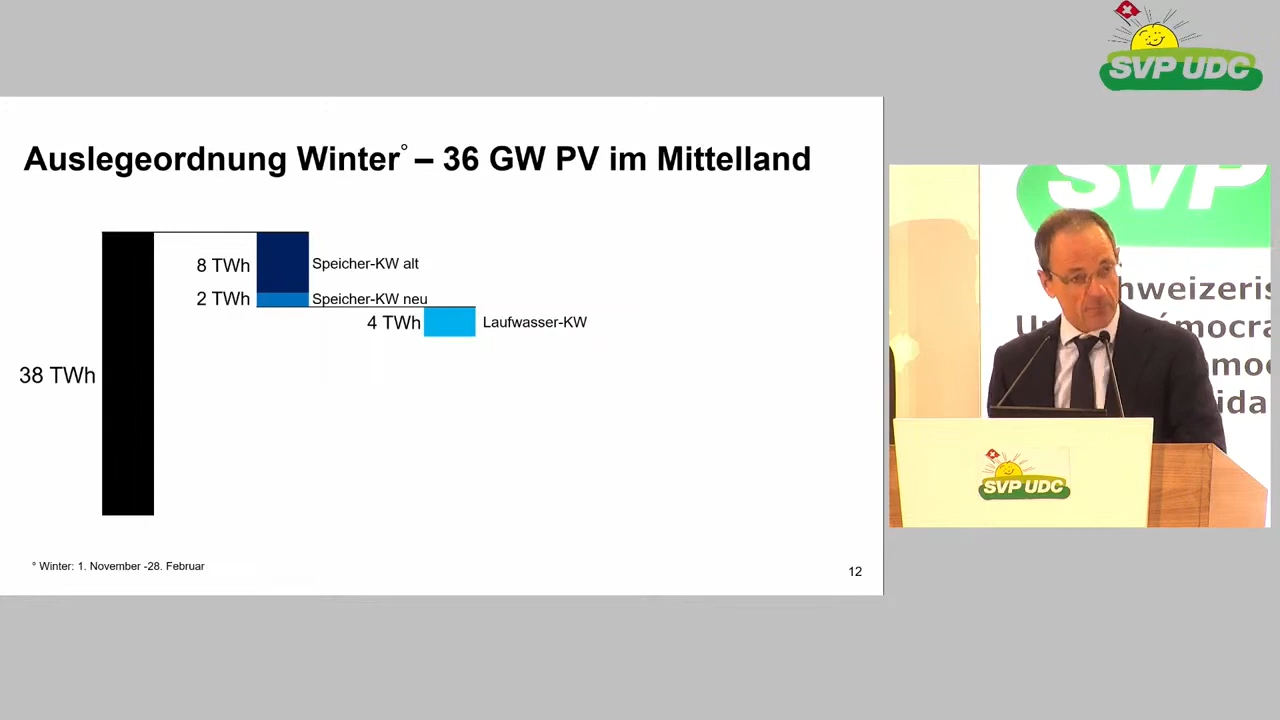 SVP UDC
Auslegeordnung Winter° – 36 GW PV im Mittelland
8 TWh
Speicher-KW alt
2 TWh
Speicher-KW neu
4 TWh
Laufwasser-KW
38 TWh
° Winter: 1. November -28. Februar
12
SVP
hweizeris
SVP UDC